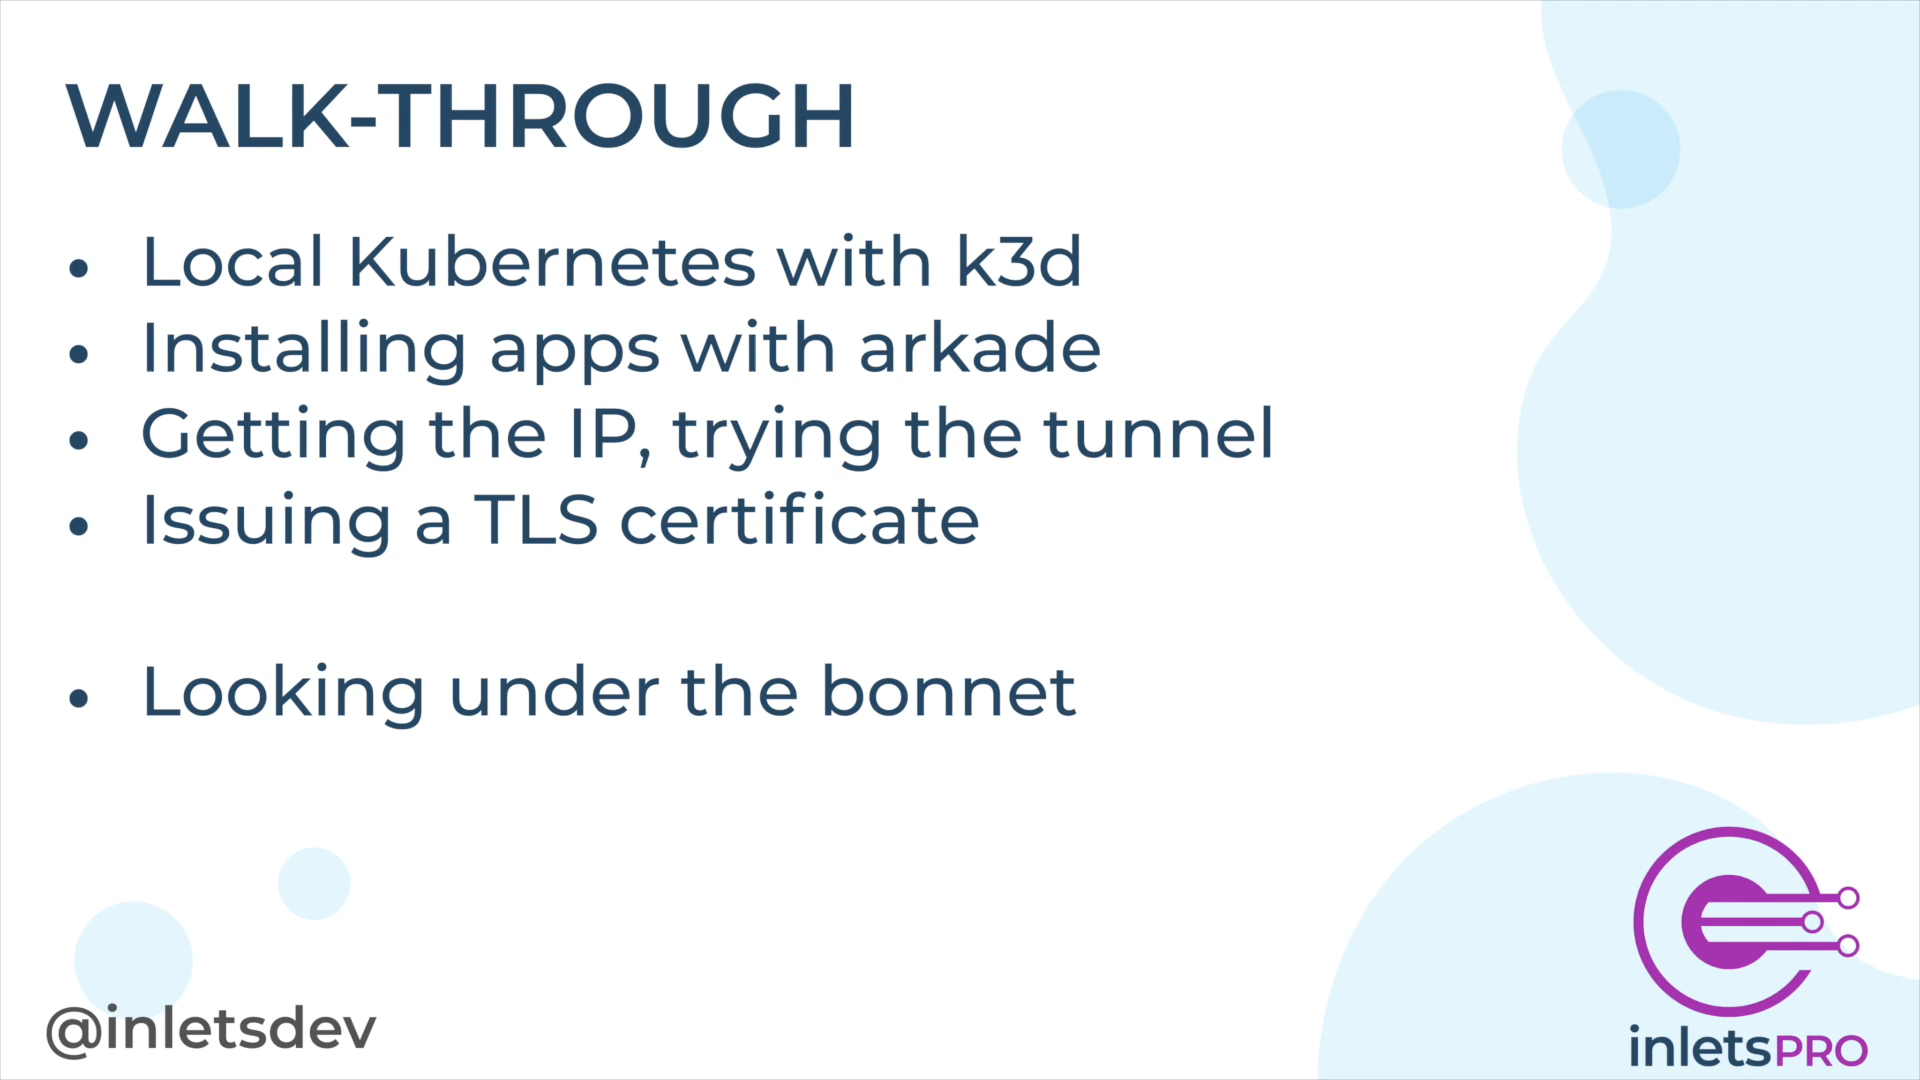 WALK-THROUGH
• Local Kubernetes with k3d
• Installing apps with arkade
• Getting the IP, trying the tunnel
• Issuing a TLS certificate
• Looking under the bonnet
@inletsdev
inletsPRO